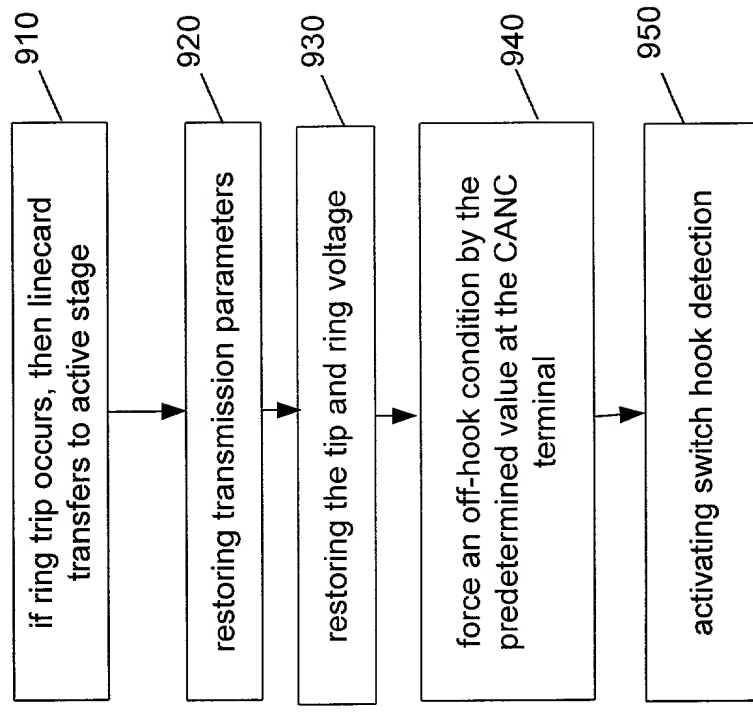 910
if ring trip occurs, then linecard
transfers to active stage
920
restoring transmission parameters
930
restoring the tip and ring voltage
940
force an off-hook condition by the
predetermined value at the CANC
terminal
950
activating switch hook detection